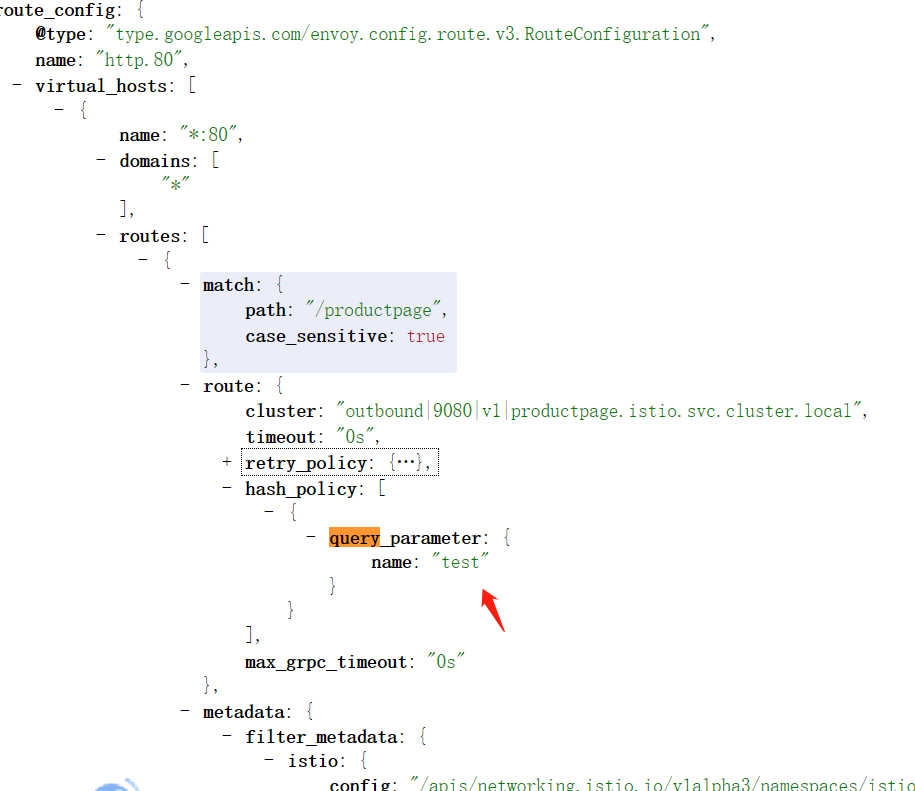 route_config: {
@type: "type.googleapis.com/envoy.config.route.v3.RouteConfiguration",
name: "http.80",
- virtual_hosts: [
- {
name: "*:80",
- domains: [
"*"
],
- routes: [
- {
- match: {
path: "/productpage",
case_sensitive: true
},
- route: {
cluster: "outbound|9080|v1|productpage.istio.svc.cluster.local",
timeout: "0s",
+ retry_policy: {…},
- hash_policy: [
- {
- query_parameter: {
name: "test"
}
}
],
max_grpc_timeout: "0s"
},
- metadata: {
- filter_metadata: {
- istio: {
config: "/apis/networking.istio.io/v1alpha3/namespaces/istio